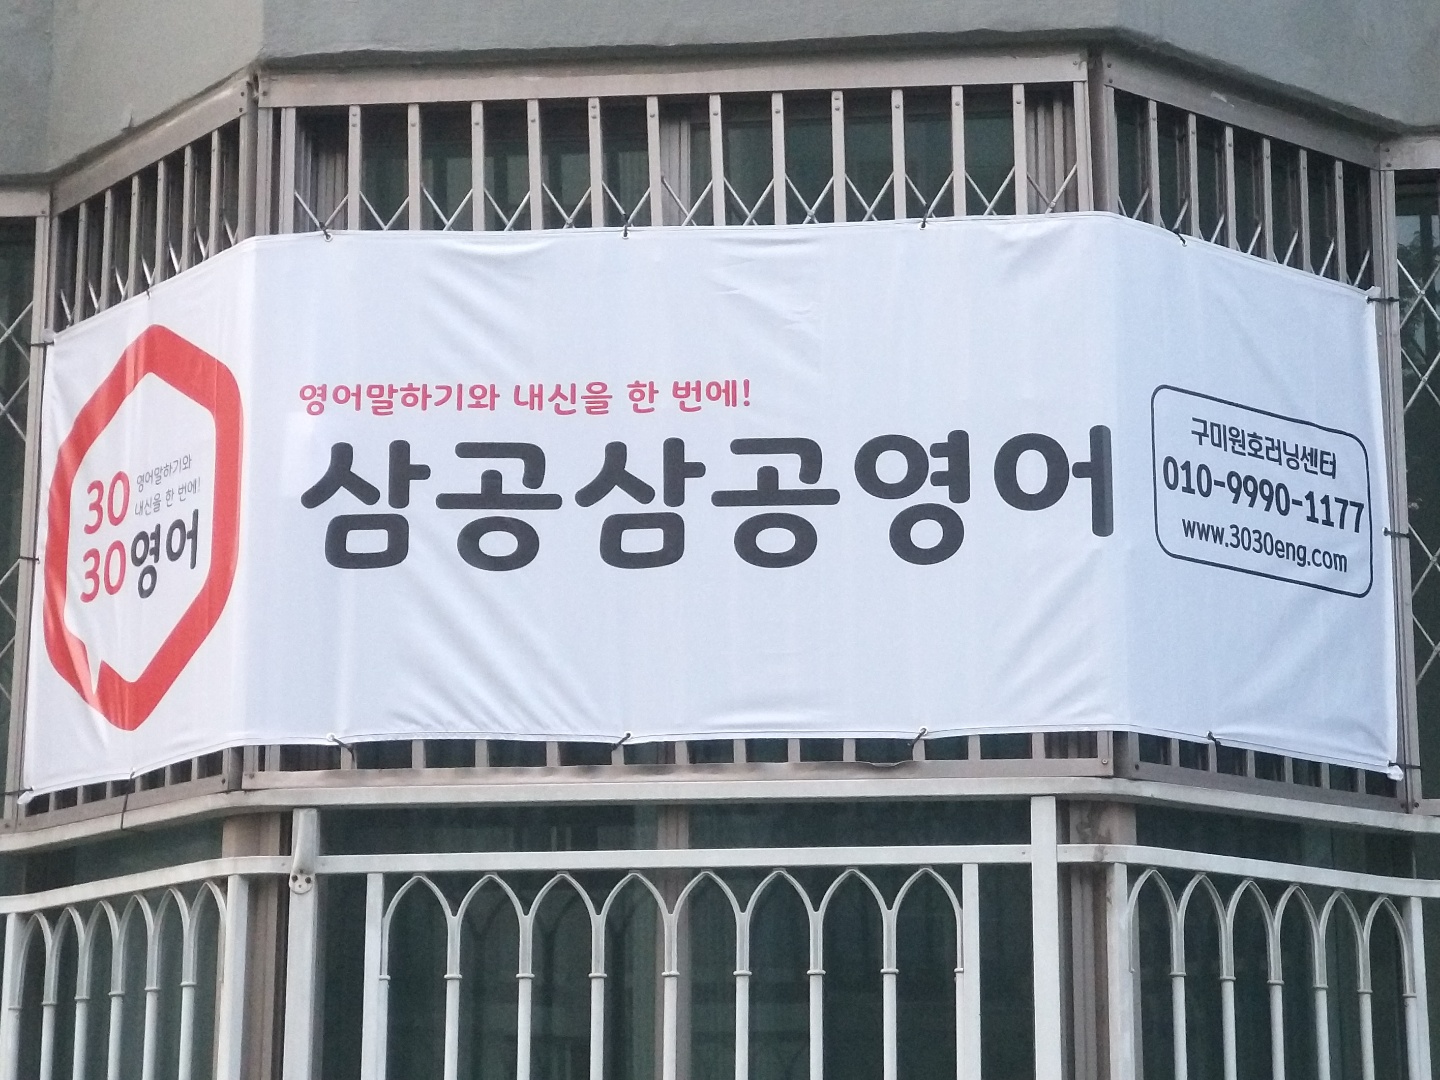 30 영어말하기와
내신을 한 번에!
30영어
영어말하기와 내신을 한 번에!
삼공삼공영어
구미원호러닝센터
010-9990-1177
www.3030eng.com